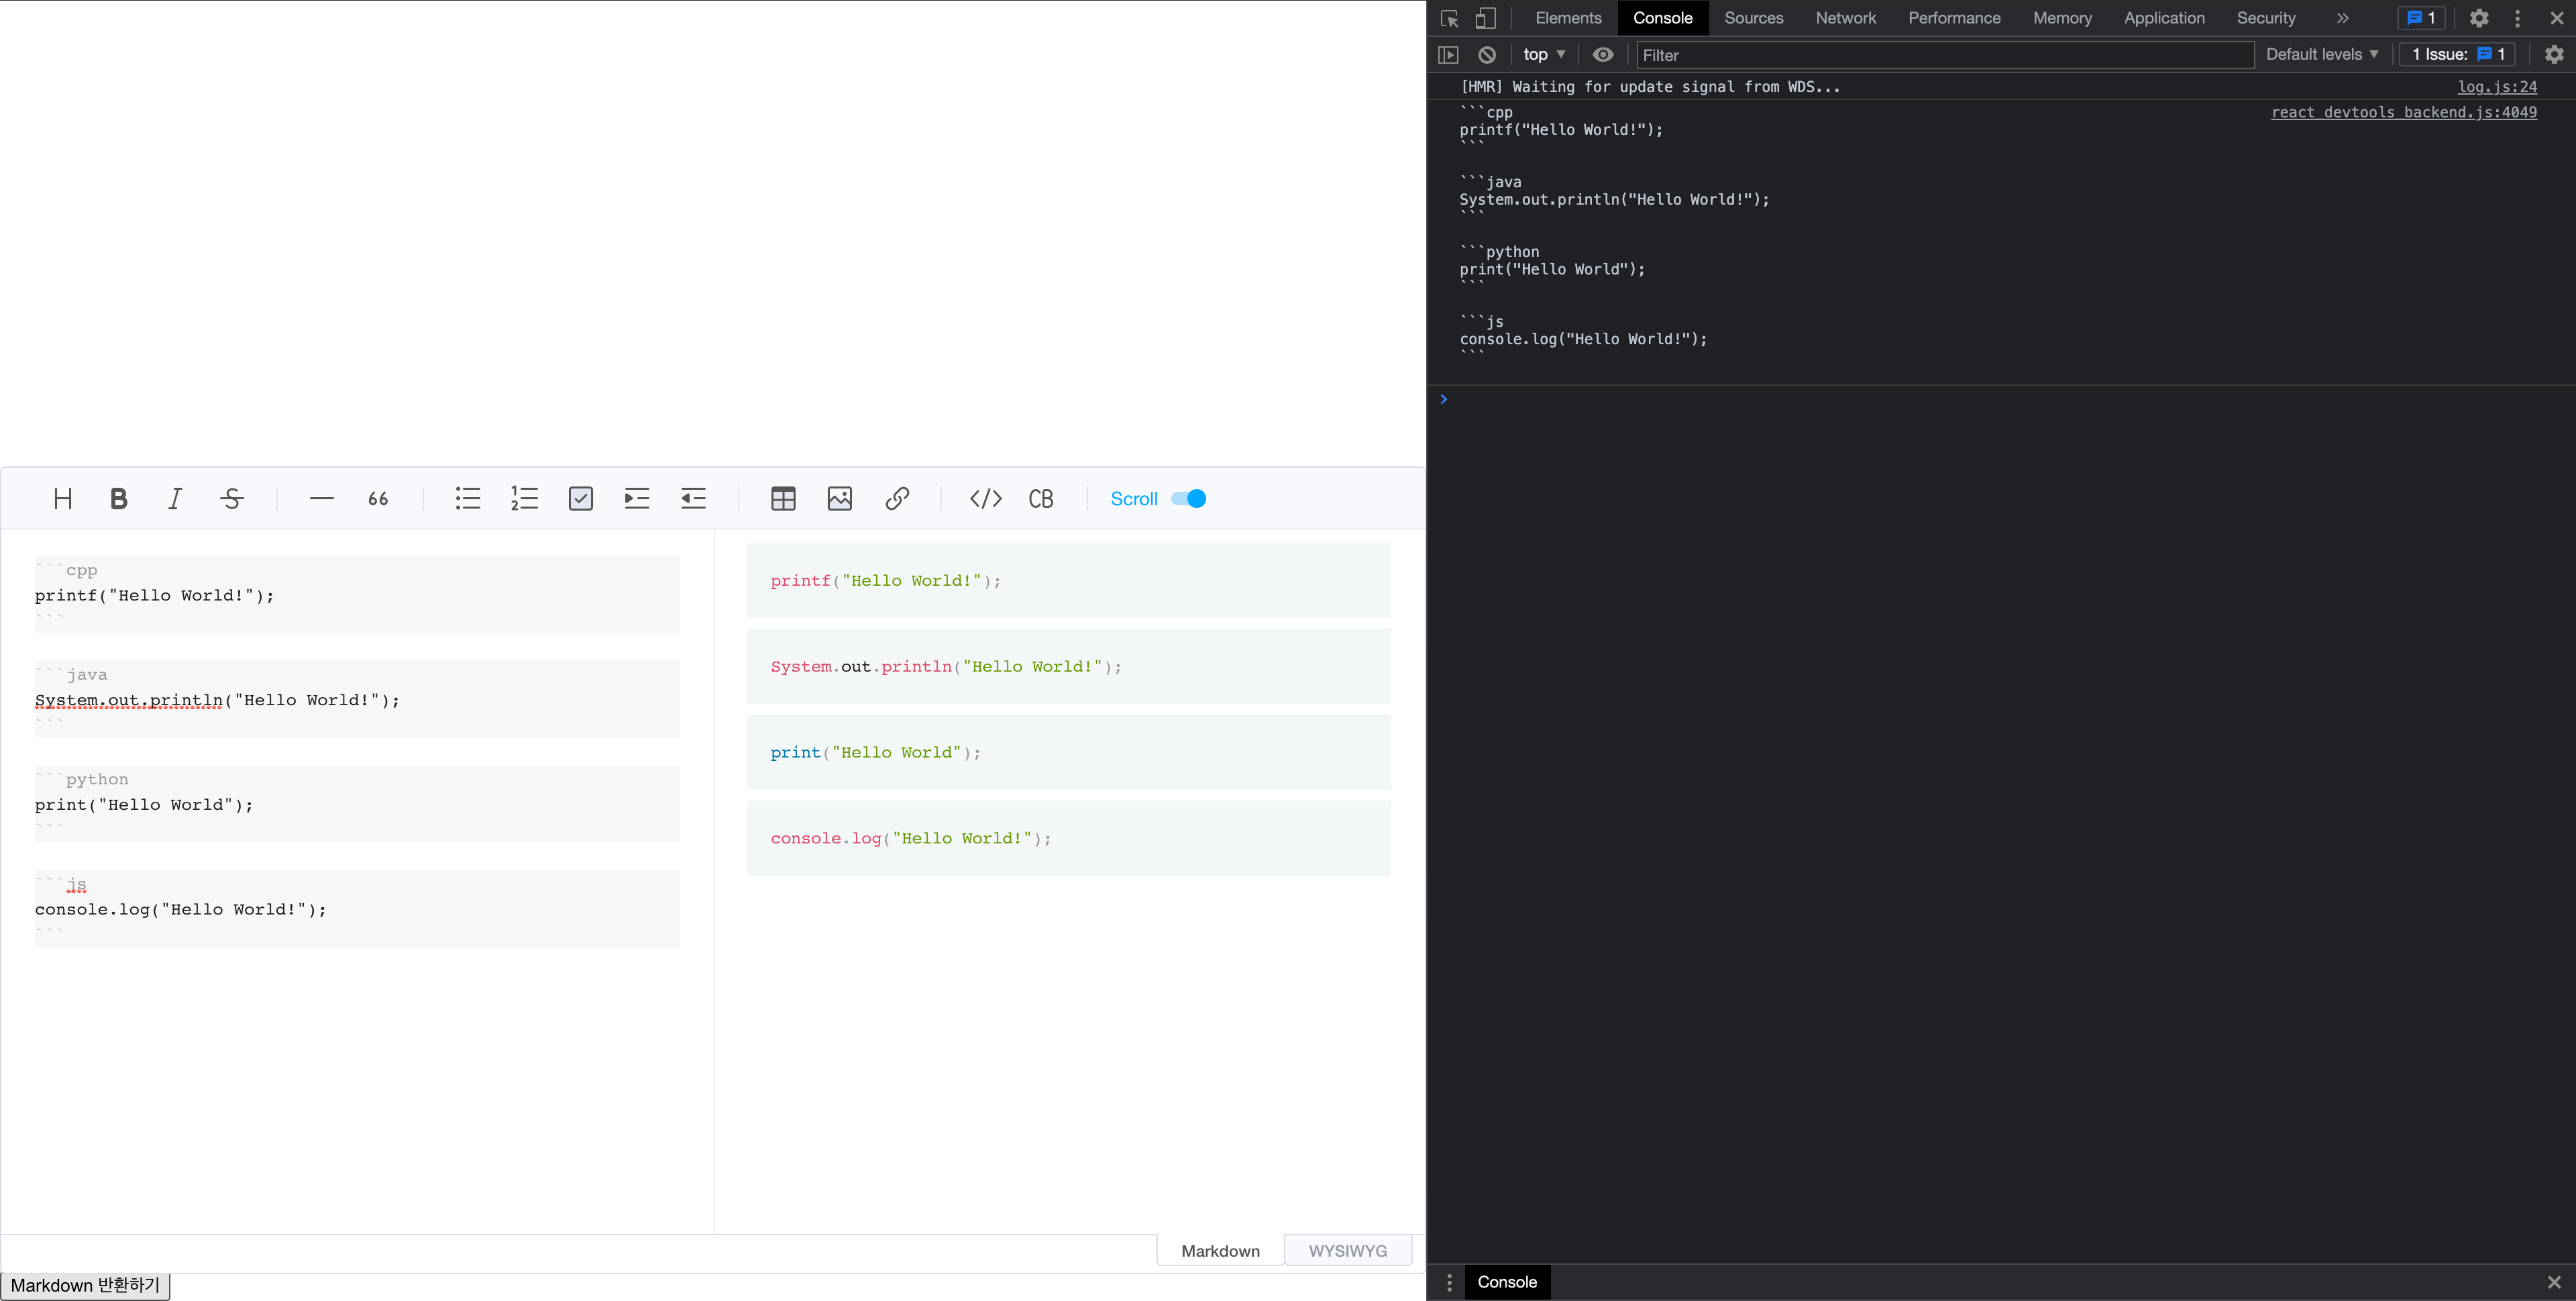 Elements Console Sources Network Performance Memory Application Security » 1
top Filter Default levels 1 Issue: 1
[HMR] Waiting for update signal from WDS... log.js:24
```cpp react_devtools_backend.js:4049
printf("Hello World!");
```
```java
System.out.println("Hello World!");
```
```python
print("Hello World");
```
```js
console.log("Hello World!");
```
>
H B I S 66 </> CB Scroll
```cpp
printf("Hello World!");
```
```java
System.out.println("Hello World!");
```
```python
print("Hello World");
```
```js
console.log("Hello World!");
```
printf("Hello World!");
System.out.println("Hello World!");
print("Hello World");
console.log("Hello World!");
Markdown WYSIWYG
Markdown 반환하기
Console